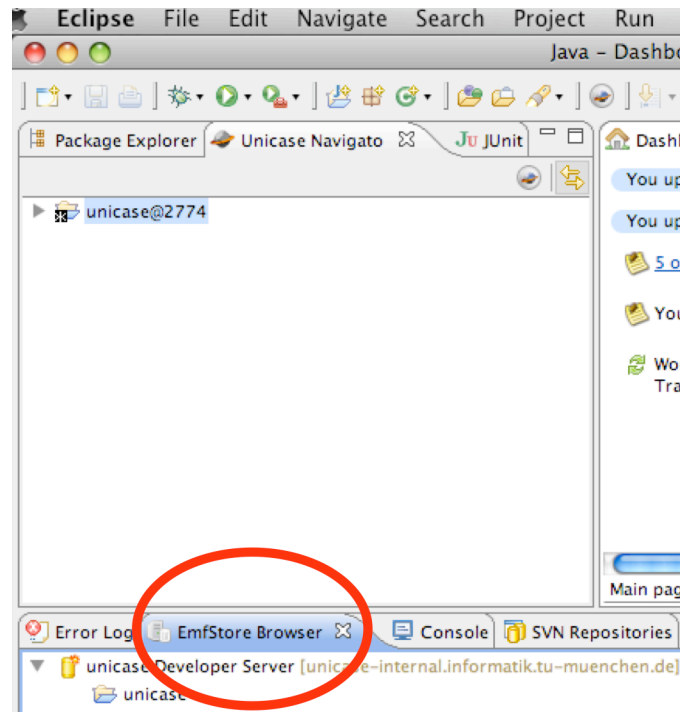 Eclipse File Edit Navigate Search Project Run
Java – Dashbo
Package Explorer Unicase Navigato JUnit
Dashl
You up
unicase@2774
You up
5 o
You
Wo
Tra
Main pag
Error Log EmfStore Browser Console SVN Repositories
unicase Developer Server [unicase-internal.informatik.tu-muenchen.de]
unicase